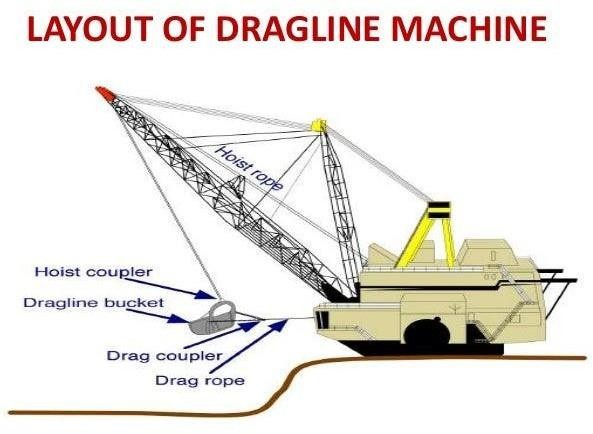 LAYOUT OF DRAGLINE MACHINE
Hoist rope
Hoist coupler
Dragline bucket
Drag coupler
Drag rope